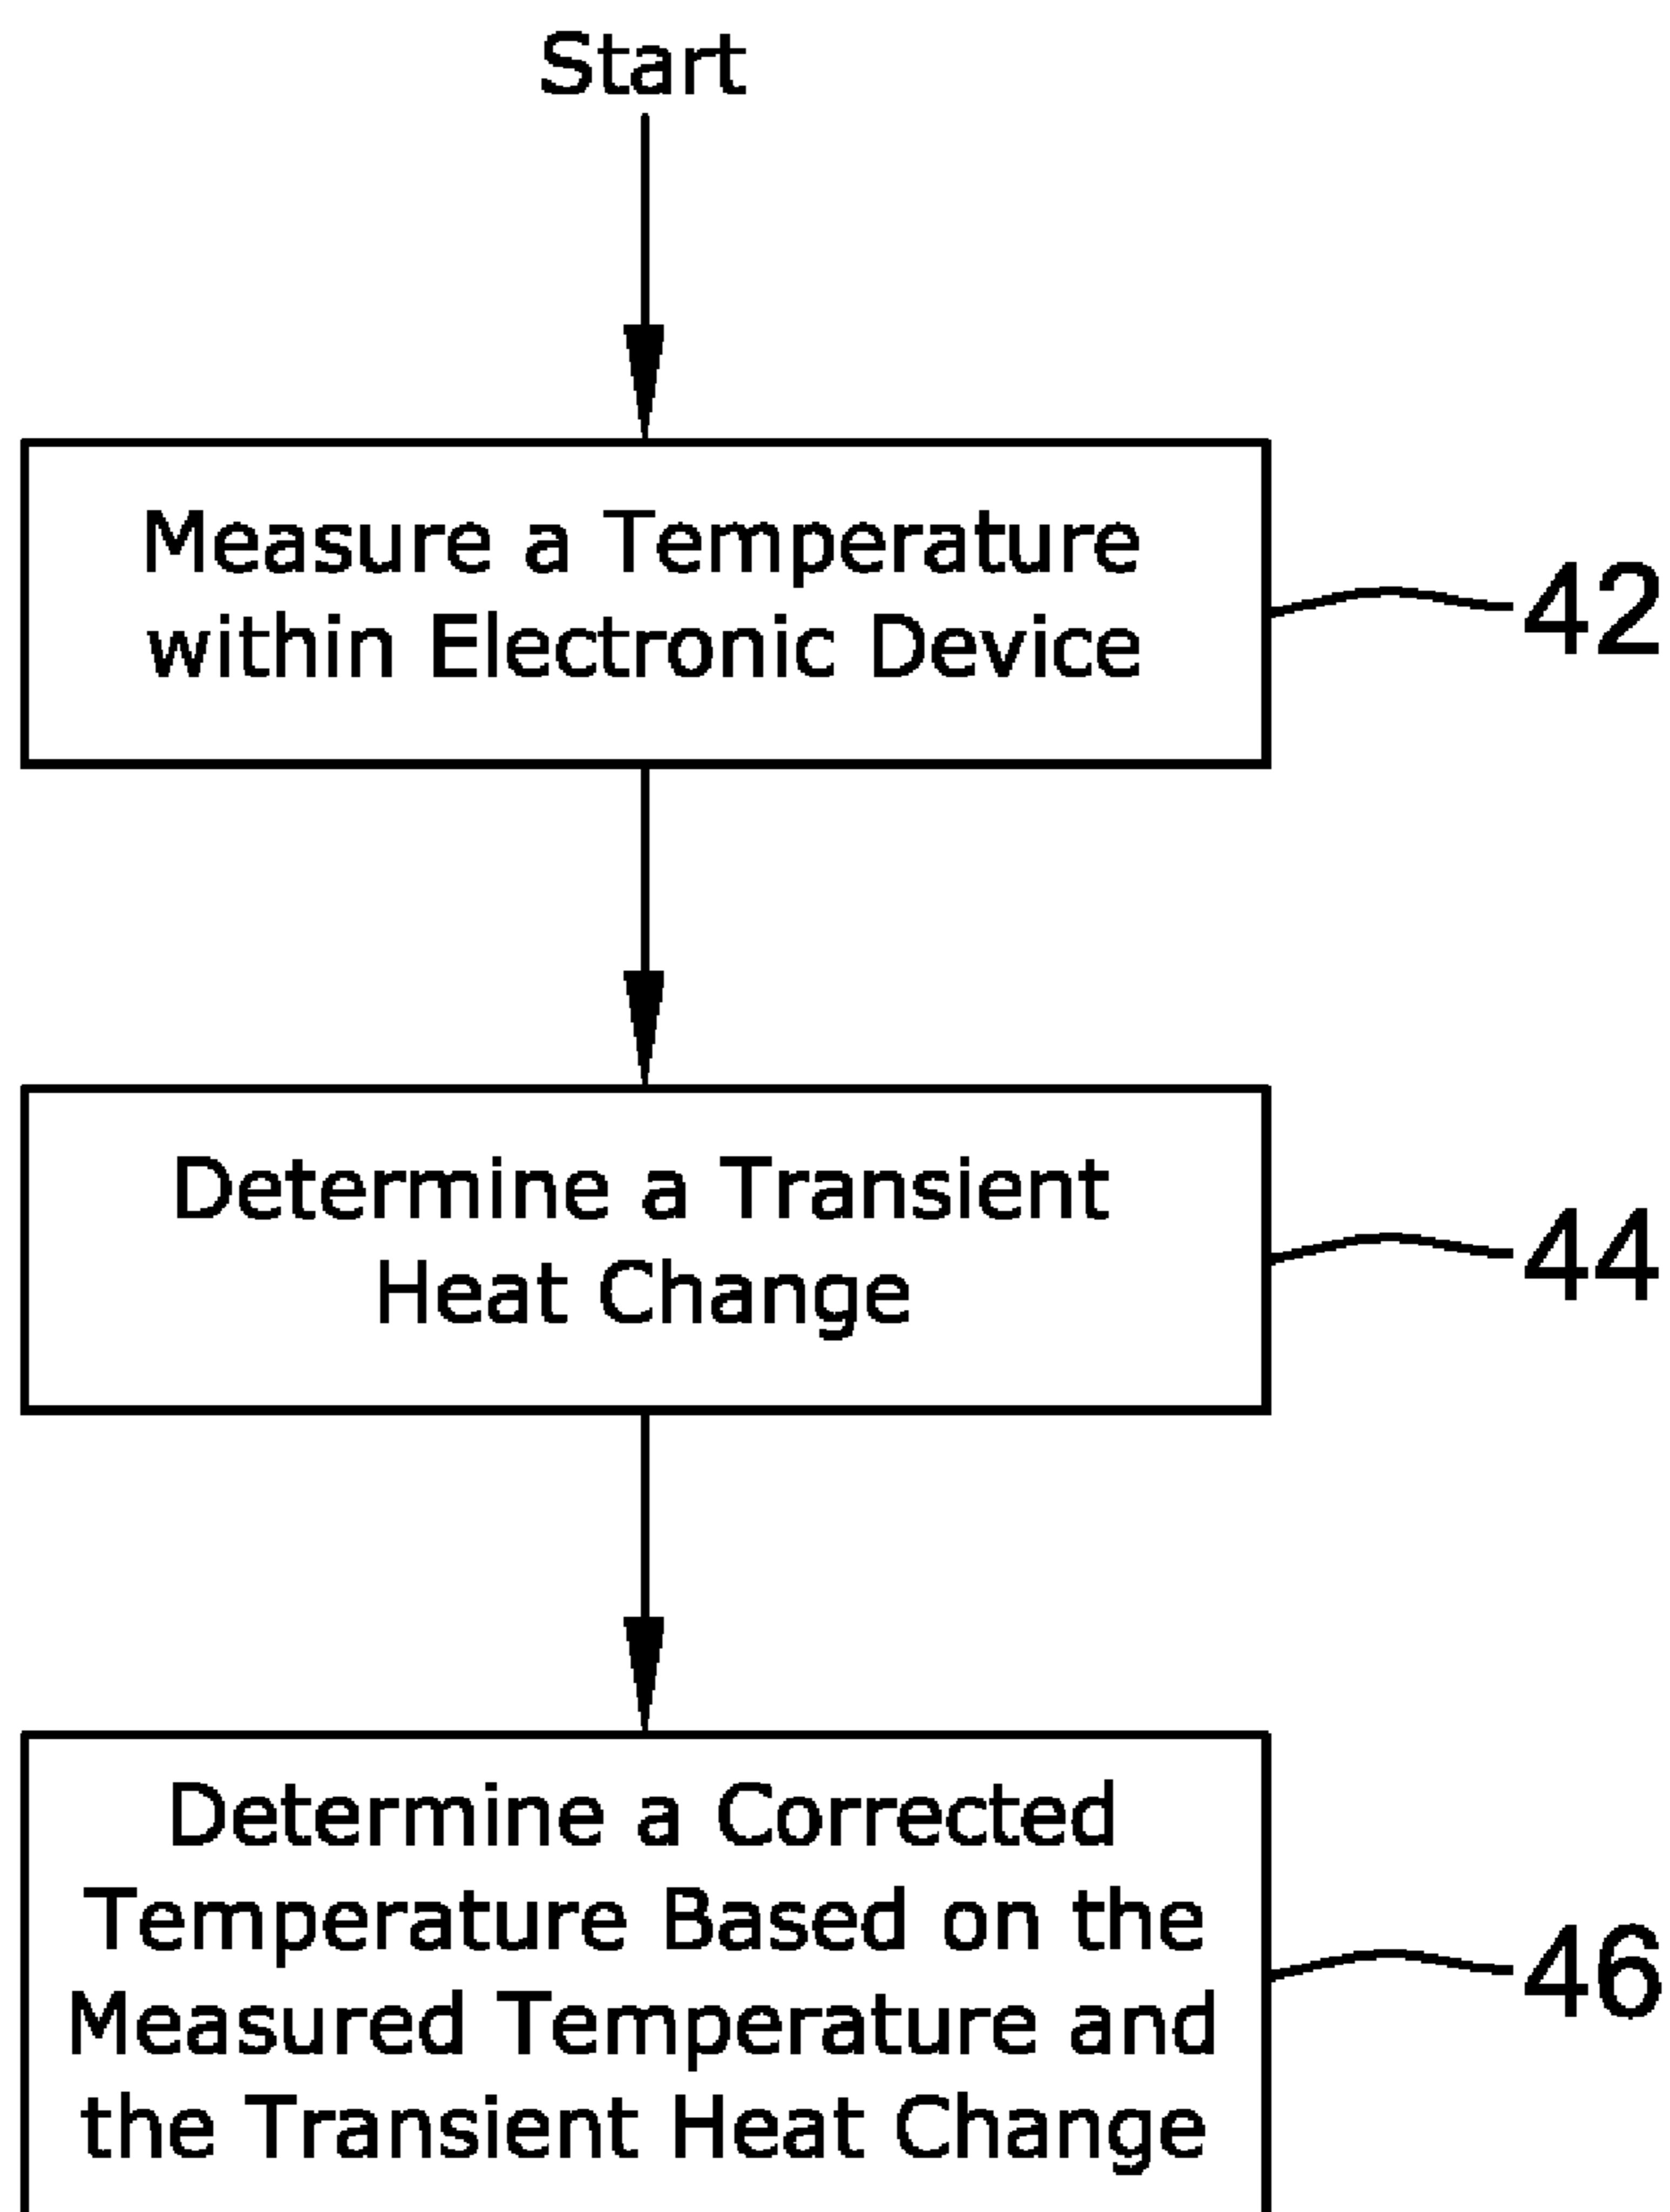 Start
Measure a Temperature
within Electronic Device
42
Determine a Transient
Heat Change
44
Determine a Corrected
Temperature Based on the
Measured Temperature and
the Transient Heat Change
46